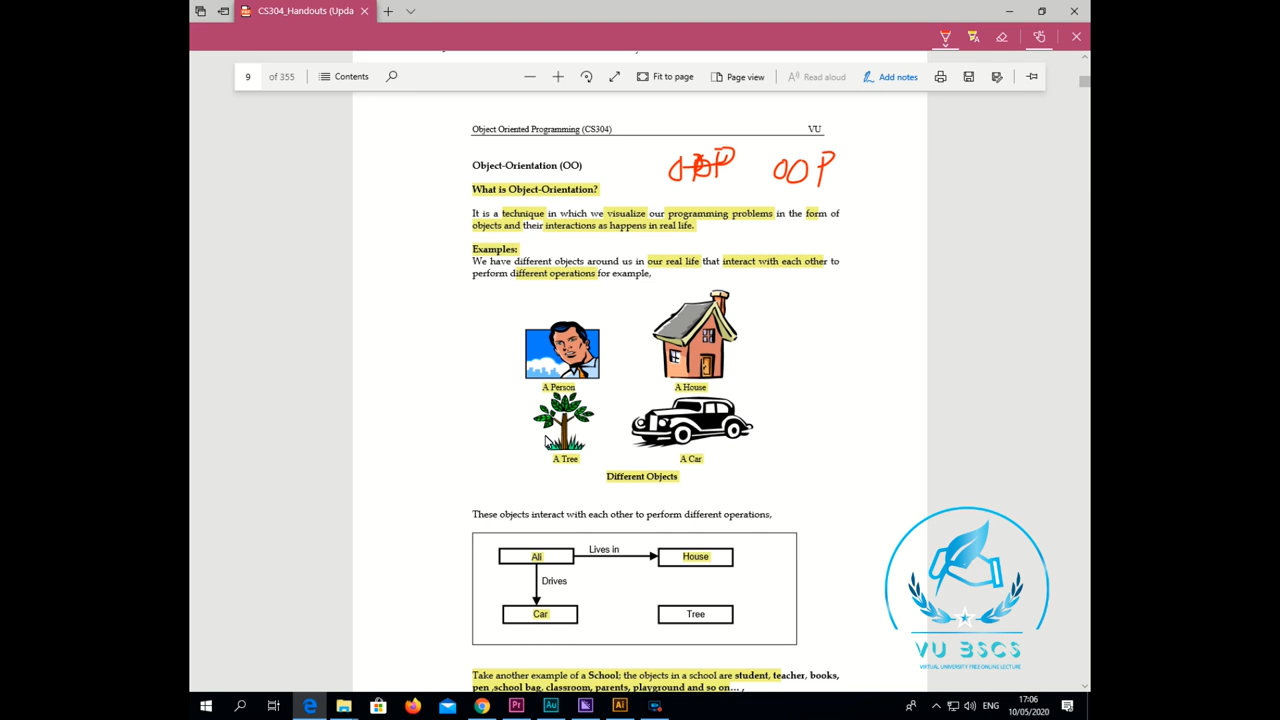 CS304_Handouts (Upda
9 of 355 Contents Fit to page Page view Read aloud Add notes
Object Oriented Programming (CS304) VU
Object-Orientation (OO)
OOP
What is Object-Orientation?
It is a technique in which we visualize our programming problems in the form of
objects and their interactions as happens in real life.
Examples:
We have different objects around us in our real life that interact with each other to
perform different operations for example,
A Person A House
A Tree A Car
Different Objects
These objects interact with each other to perform different operations,
Ali Lives in House
Drives
Car Tree
VU BSCS
VIRTUAL UNIVERSITY FREE ONLINE LECTURE
Take another example of a School; the objects in a school are student, teacher, books,
pen ,school bag, classroom, parents, playground and so on... ,
Pr Au Ai ENG 17:06
10/05/2020